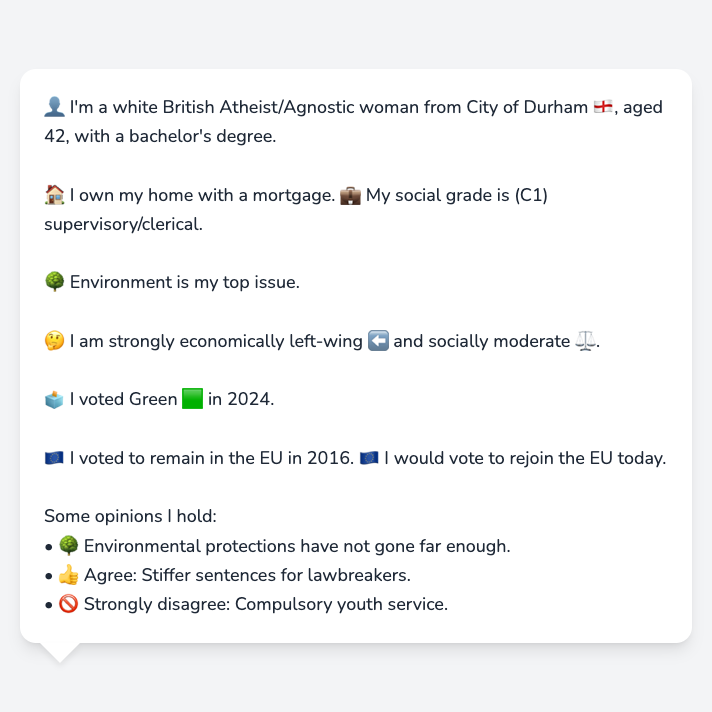 👤 I'm a white British Atheist/Agnostic woman from City of Durham 🏴󠁧󠁢󠁥󠁮󠁧󠁿, aged
42, with a bachelor's degree.
🏠 I own my home with a mortgage. 💼 My social grade is (C1)
supervisory/clerical.
🌳 Environment is my top issue.
🤔 I am strongly economically left-wing ⬅️ and socially moderate ⚖️.
🗳️ I voted Green 🟩 in 2024.
🇪🇺 I voted to remain in the EU in 2016. 🇪🇺 I would vote to rejoin the EU today.
Some opinions I hold:
• 🌳 Environmental protections have not gone far enough.
• 👍 Agree: Stiffer sentences for lawbreakers.
• 🚫 Strongly disagree: Compulsory youth service.